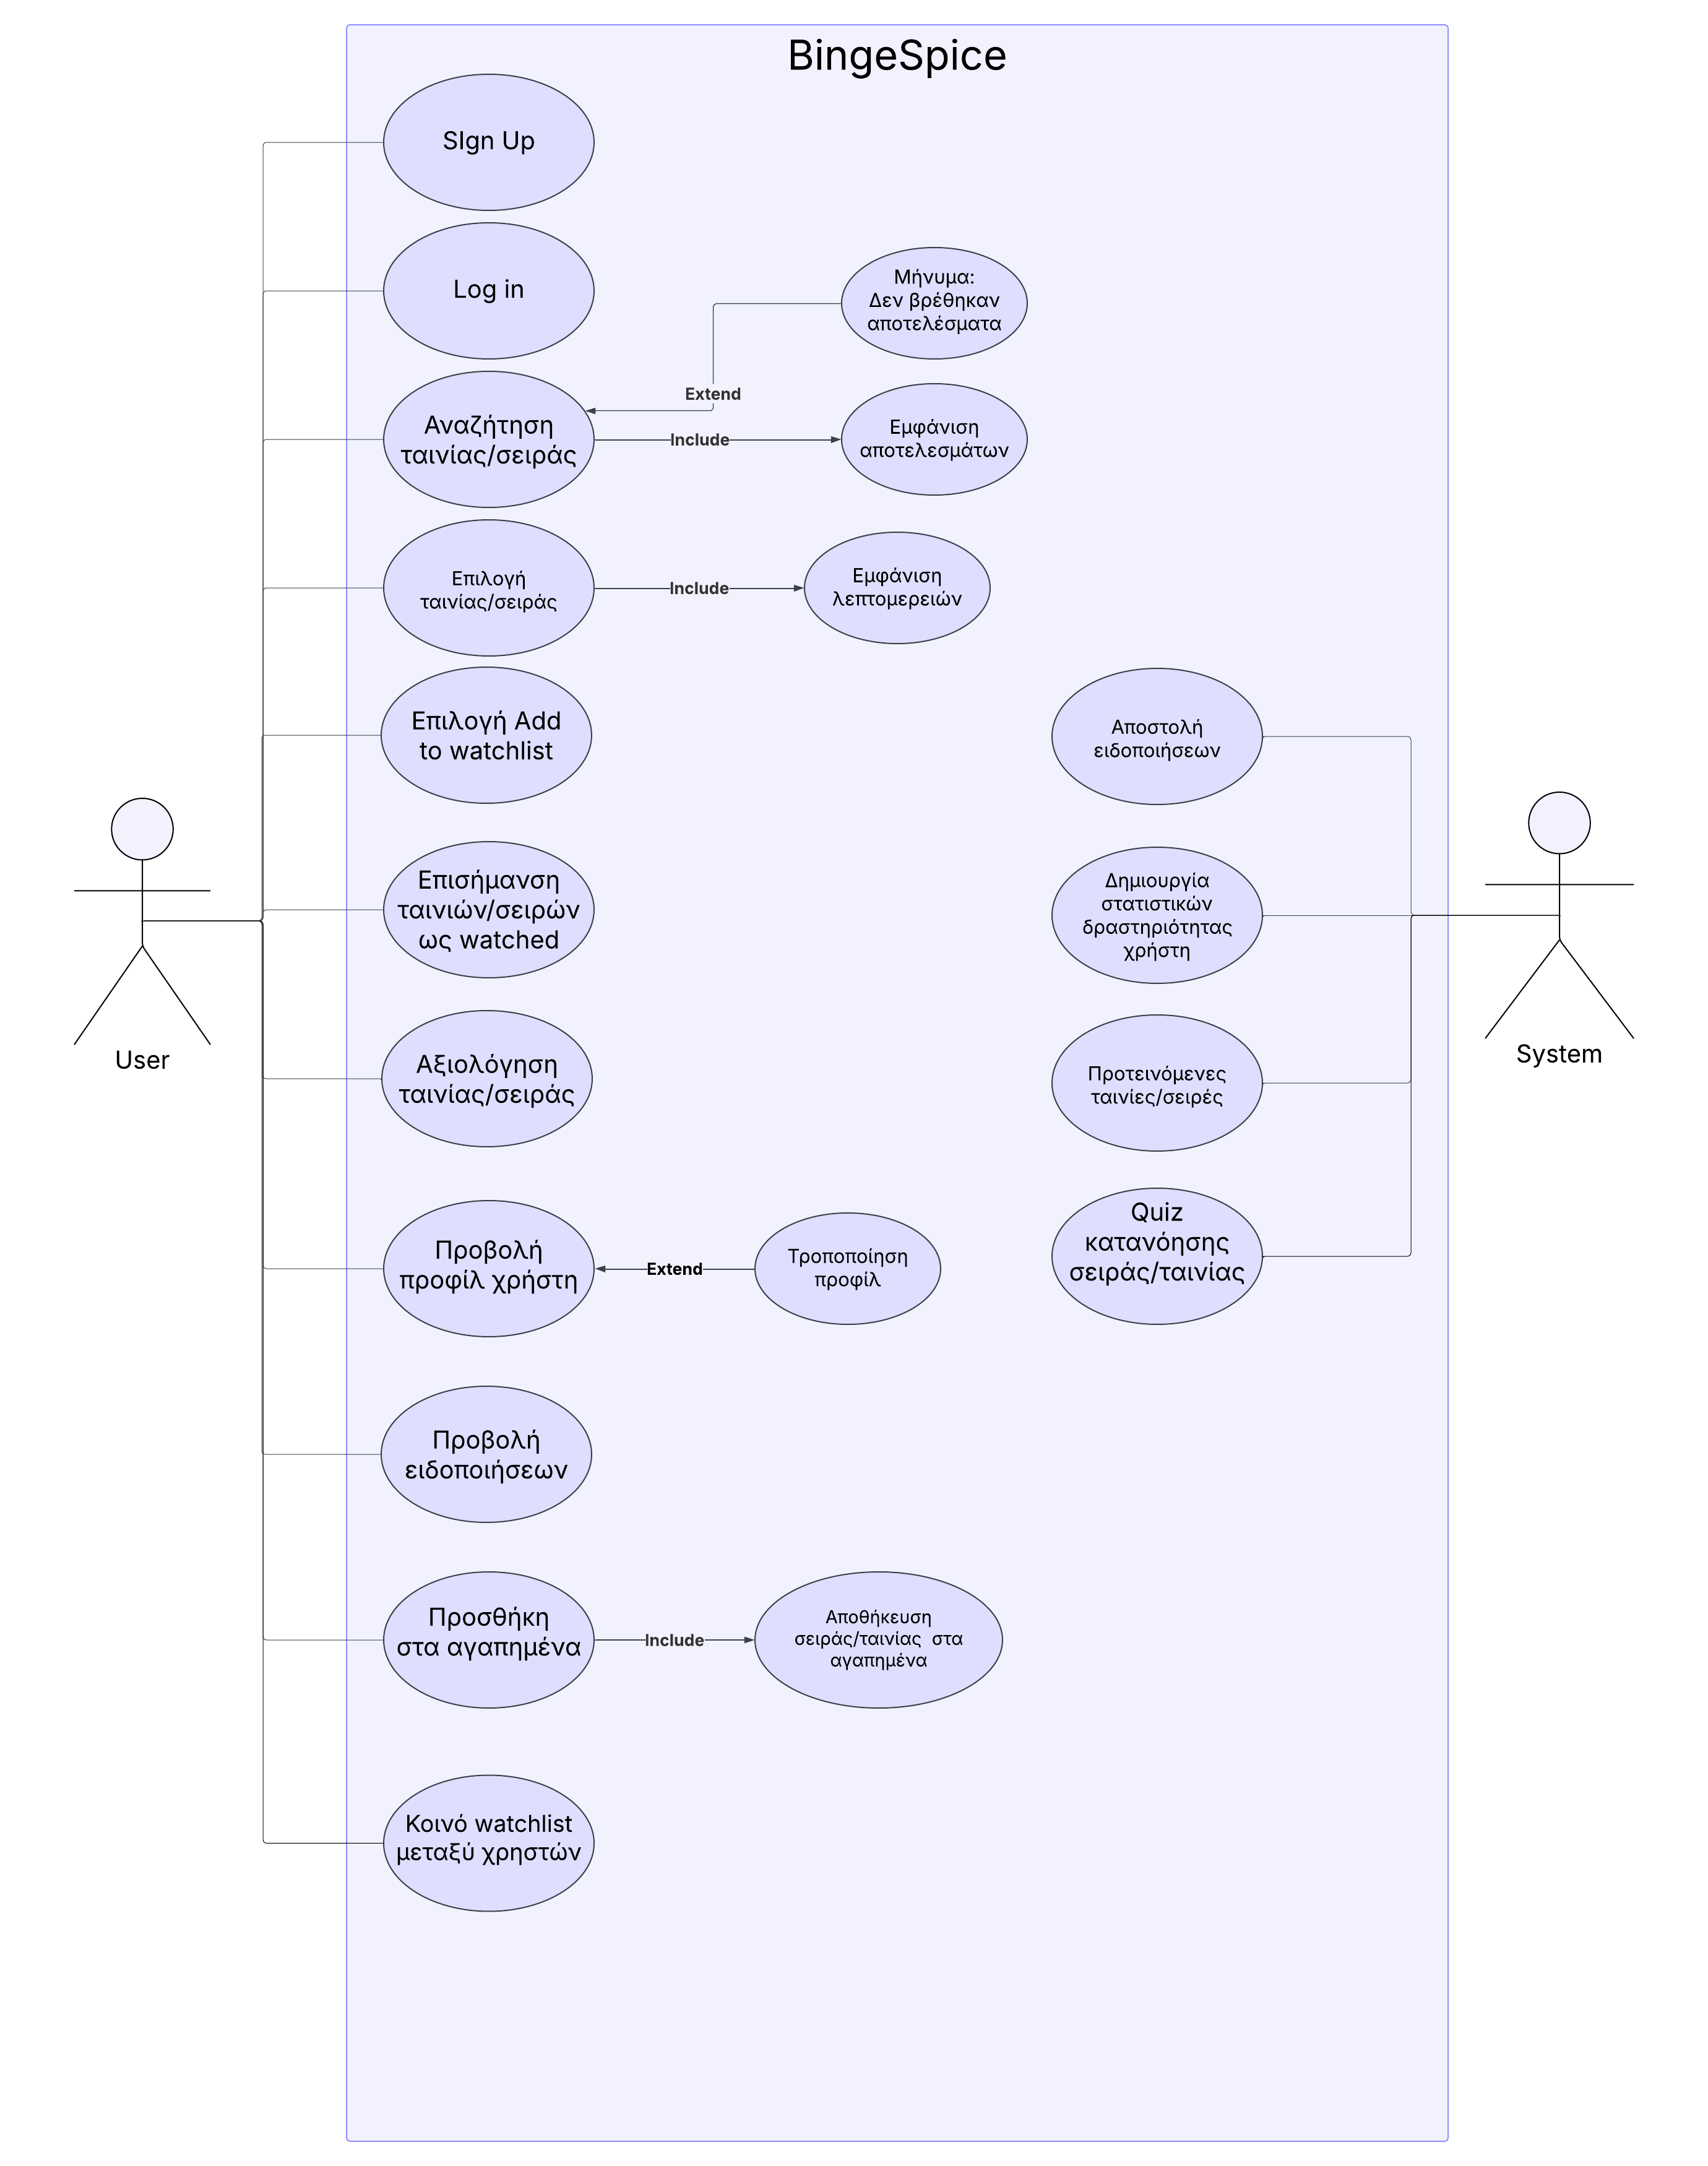 BingeSpice
SIgn Up
Log in
Μήνυμα:
Δεν βρέθηκαν
αποτελέσματα
Extend
Αναζήτηση
ταινίας/σειράς
Include
Εμφάνιση
αποτελεσμάτων
Επιλογή
ταινίας/σειράς
Include
Εμφάνιση
λεπτομερειών
Επιλογή Add
to watchlist
Αποστολή
ειδοποιήσεων
Επισήμανση
ταινιών/σειρών
ως watched
Δημιουργία
στατιστικών
δραστηριότητας
χρήστη
User
System
Αξιολόγηση
ταινίας/σειράς
Προτεινόμενες
ταινίες/σειρές
Προβολή
προφίλ χρήστη
Extend
Τροποποίηση
προφίλ
Quiz
κατανόησης
σειράς/ταινίας
Προβολή
ειδοποιήσεων
Προσθήκη
στα αγαπημένα
Include
Αποθήκευση
σειράς/ταινίας στα
αγαπημένα
Κοινό watchlist
μεταξύ χρηστών